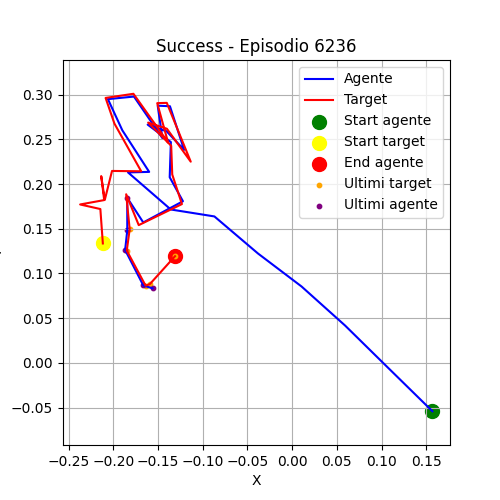 Success - Episodio 6236
Agente
Target
Start agente
Start target
End agente
Ultimi target
Ultimi agente
0.30
0.25
0.20
0.15
0.10
0.05
0.00
−0.05
−0.25 −0.20 −0.15 −0.10 −0.05 0.00 0.05 0.10 0.15
X